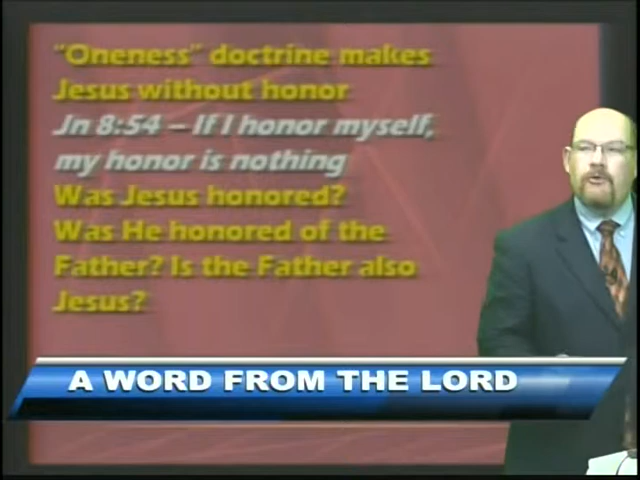 "Oneness" doctrine makes
Jesus without honor
Jn 8:54 – If I honor myself,
my honor is nothing
Was Jesus honored?
Was He honored of the
Father? Is the Father also
Jesus?
A WORD FROM THE LORD